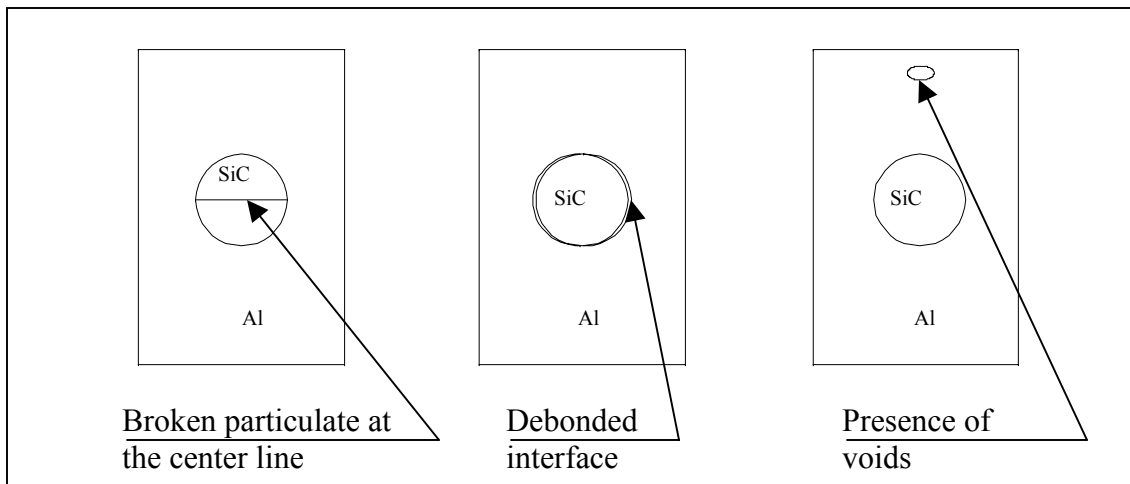 SiC
SiC
SiC
Al
Al
Al
Broken particulate at
the center line
Debonded
interface
Presence of
voids